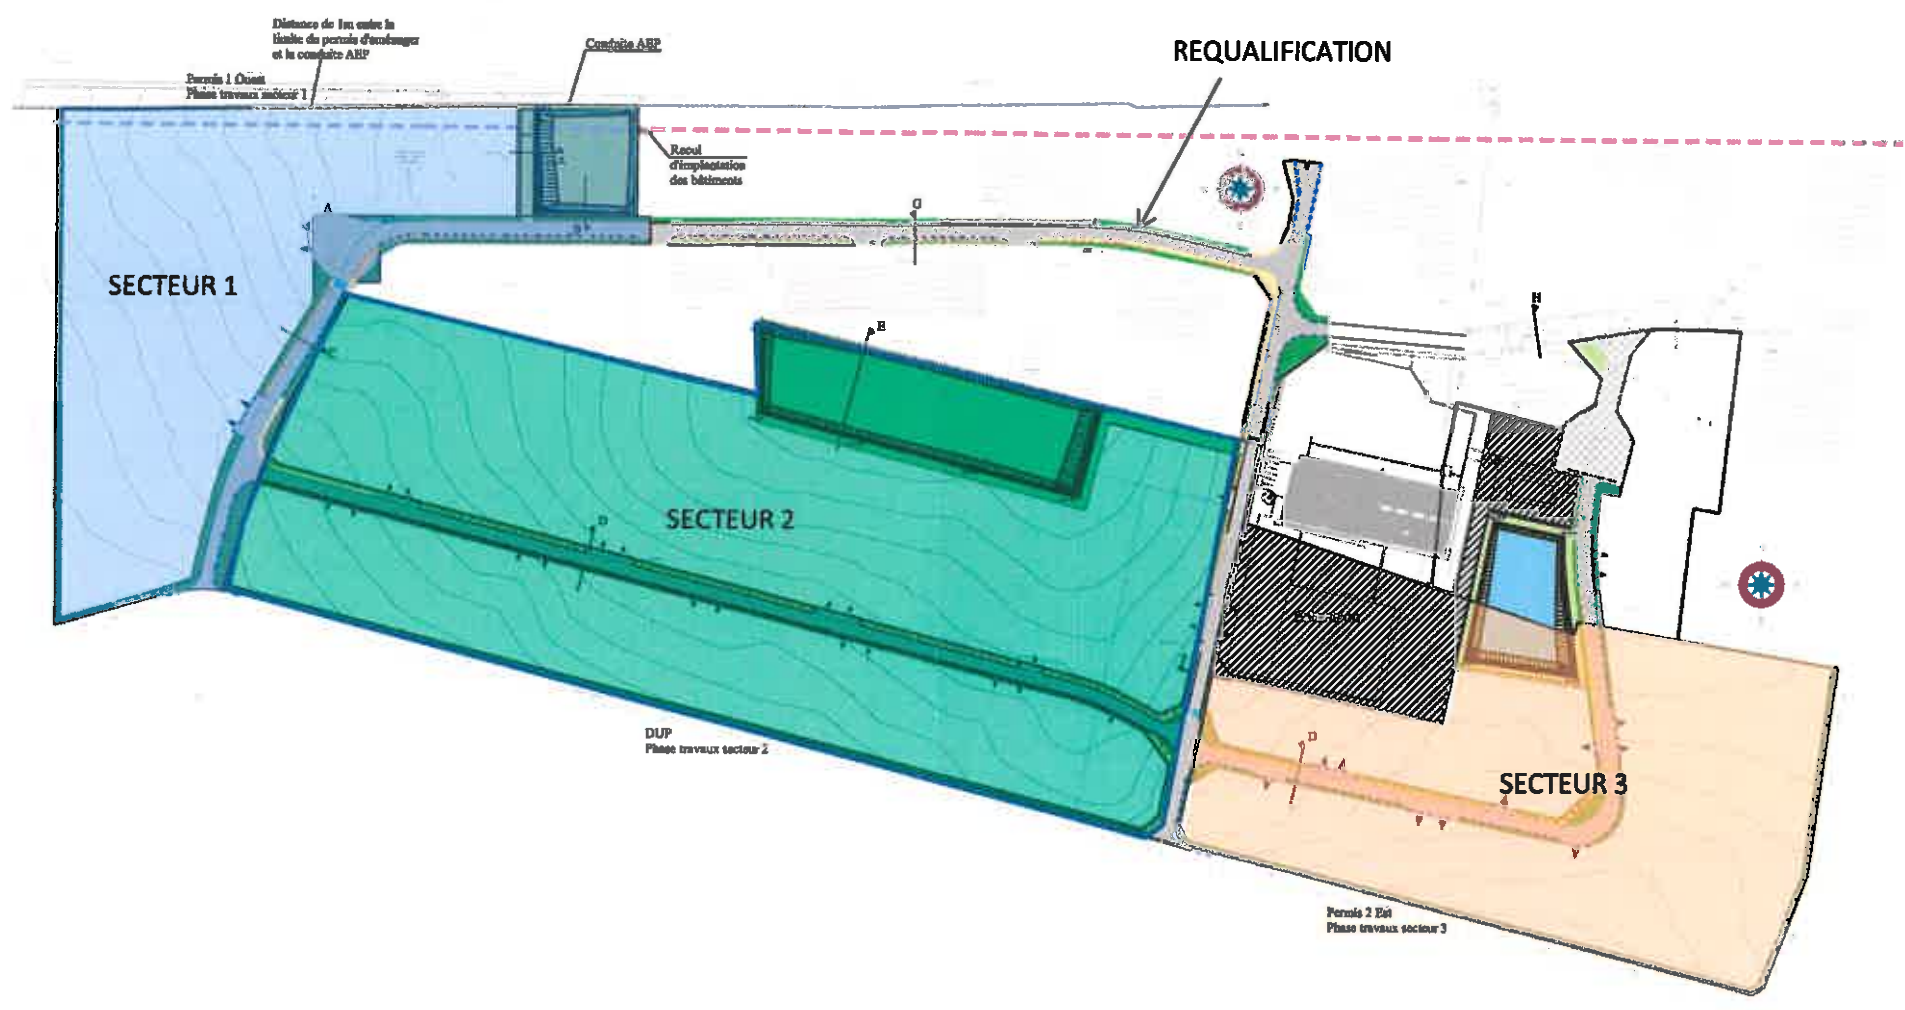 Distance de 1m entre la
limite du permis d'aménager
et la conduite AEP
Conduite AEP
REQUALIFICATION
Permis 1 Ouest
Phase travaux secteur 1
Recul
d'implantation
des bâtiments
A
G
SECTEUR 1
E
H
SECTEUR 2
D
DUP
Phase travaux secteur 2
D
SECTEUR 3
Permis 2 Est
Phase travaux secteur 3